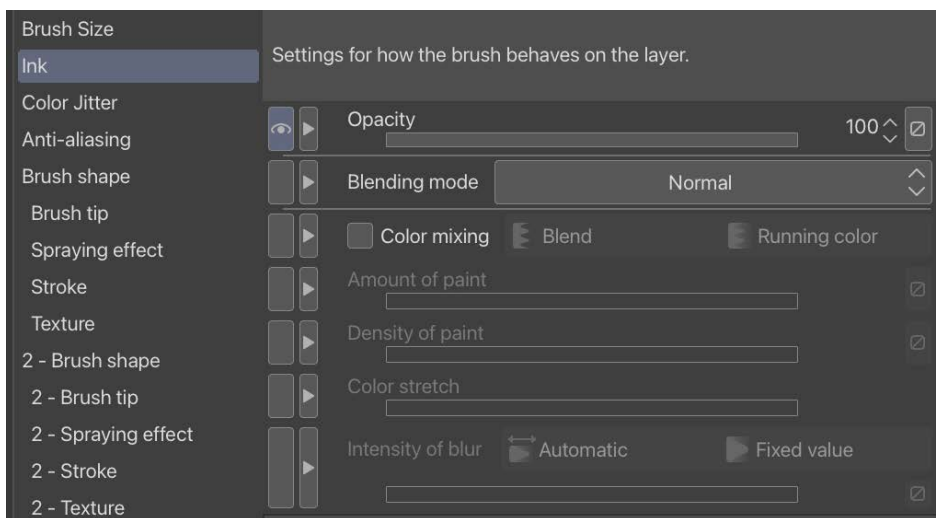 Brush Size
Ink
Color Jitter
Anti-aliasing
Brush shape
Brush tip
Spraying effect
Stroke
Texture
2 - Brush shape
2 - Brush tip
2 - Spraying effect
2 - Stroke
2 - Texture
Settings for how the brush behaves on the layer.
Opacity 100
Blending mode Normal
Color mixing Blend Running color
Amount of paint
Density of paint
Color stretch
Intensity of blur Automatic Fixed value